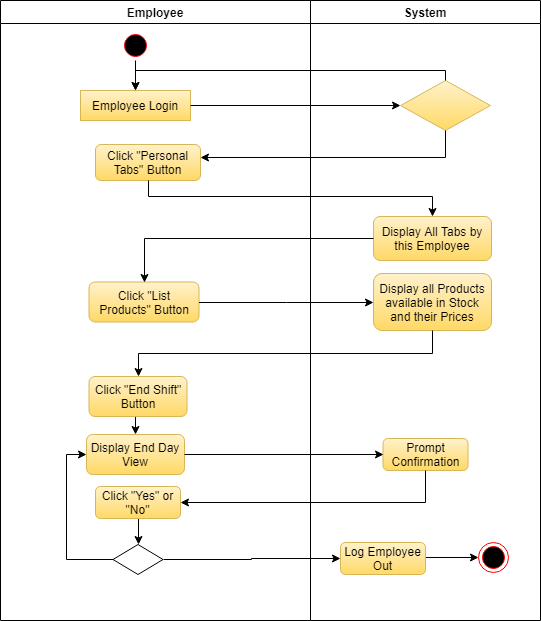 Employee
System
Employee Login
Click "Personal
Tabs" Button
Display All Tabs by
this Employee
Click "List
Products" Button
Display all Products
available in Stock
and their Prices
Click "End Shift"
Button
Display End Day
View
Prompt
Confirmation
Click "Yes" or
"No"
Log Employee
Out